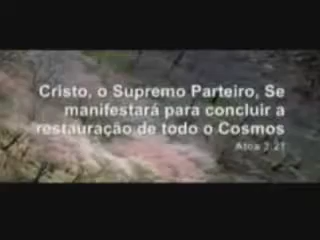 Cristo, o Supremo Parteiro, Se
manifestará para concluir a
restauração de todo o Cosmos
Atos 3.21